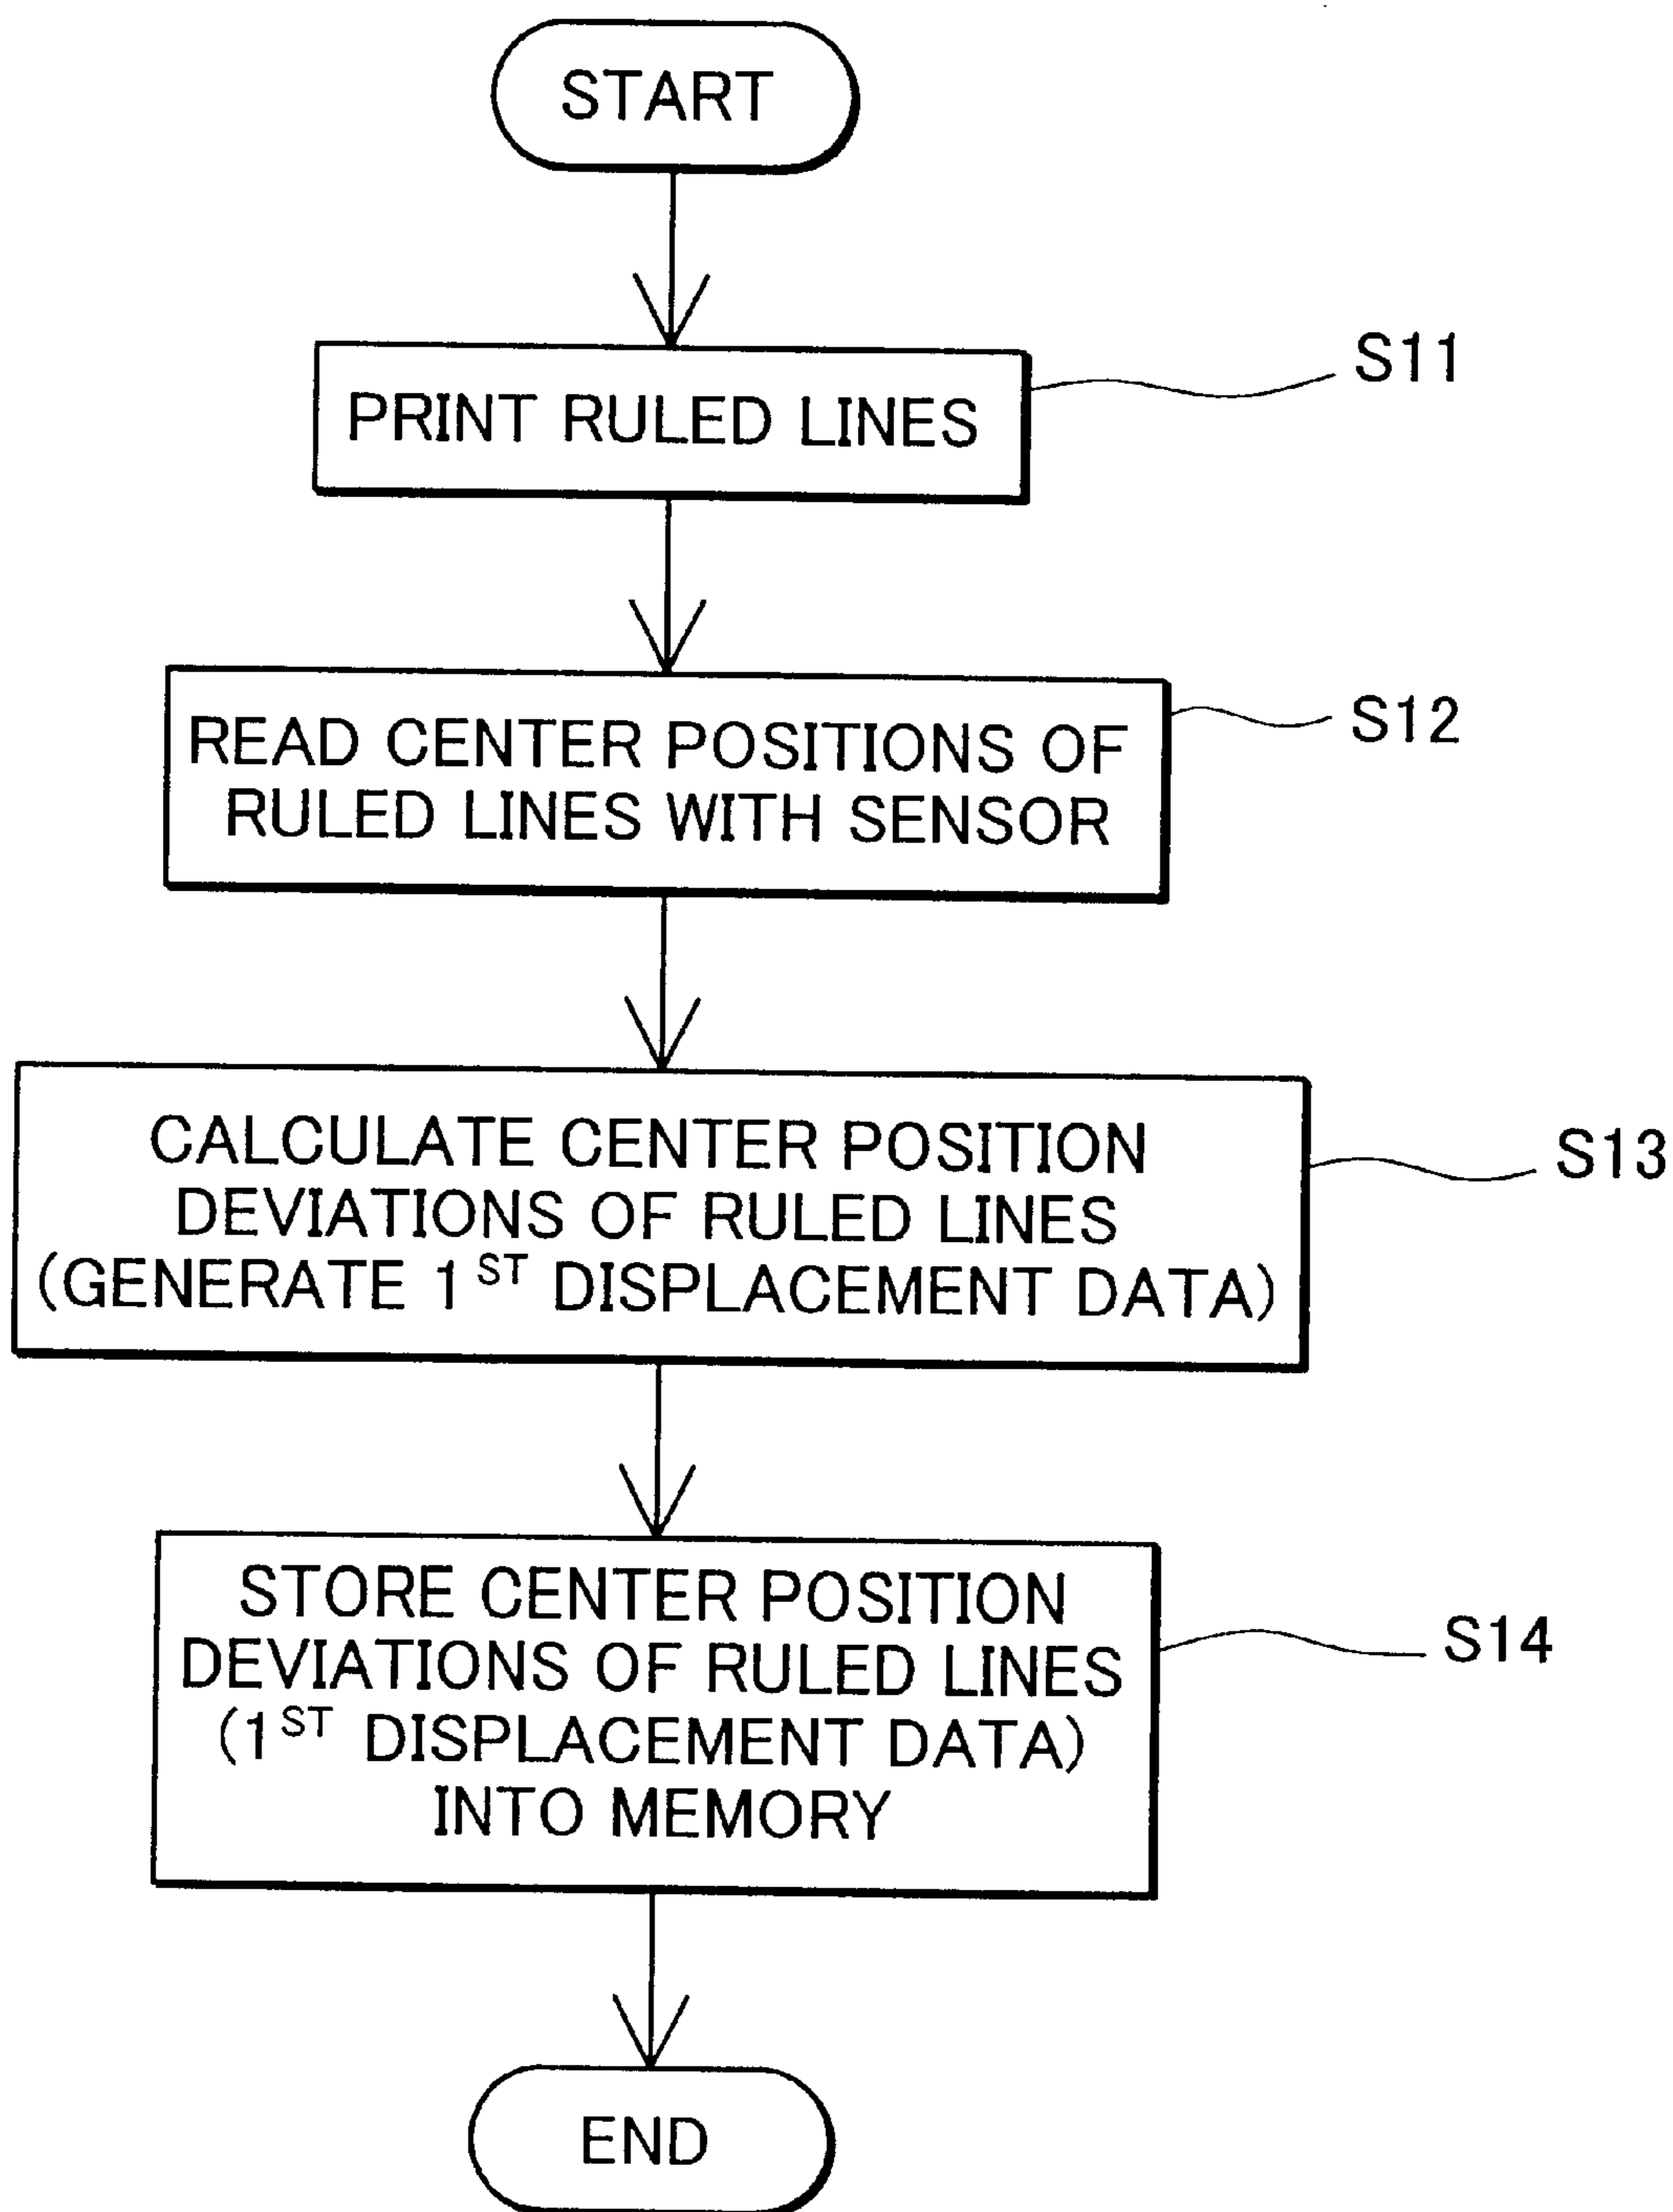 START
PRINT RULED LINES
S11
READ CENTER POSITIONS OF
RULED LINES WITH SENSOR
S12
CALCULATE CENTER POSITION
DEVIATIONS OF RULED LINES
(GENERATE 1ST DISPLACEMENT DATA)
S13
STORE CENTER POSITION
DEVIATIONS OF RULED LINES
(1ST DISPLACEMENT DATA)
INTO MEMORY
S14
END